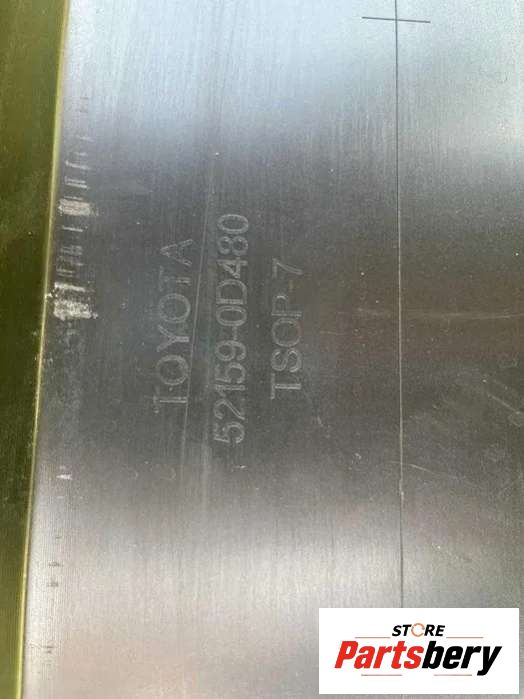 TOYOTA
52159-0D480
TSOP-7
STORE
Partsbery